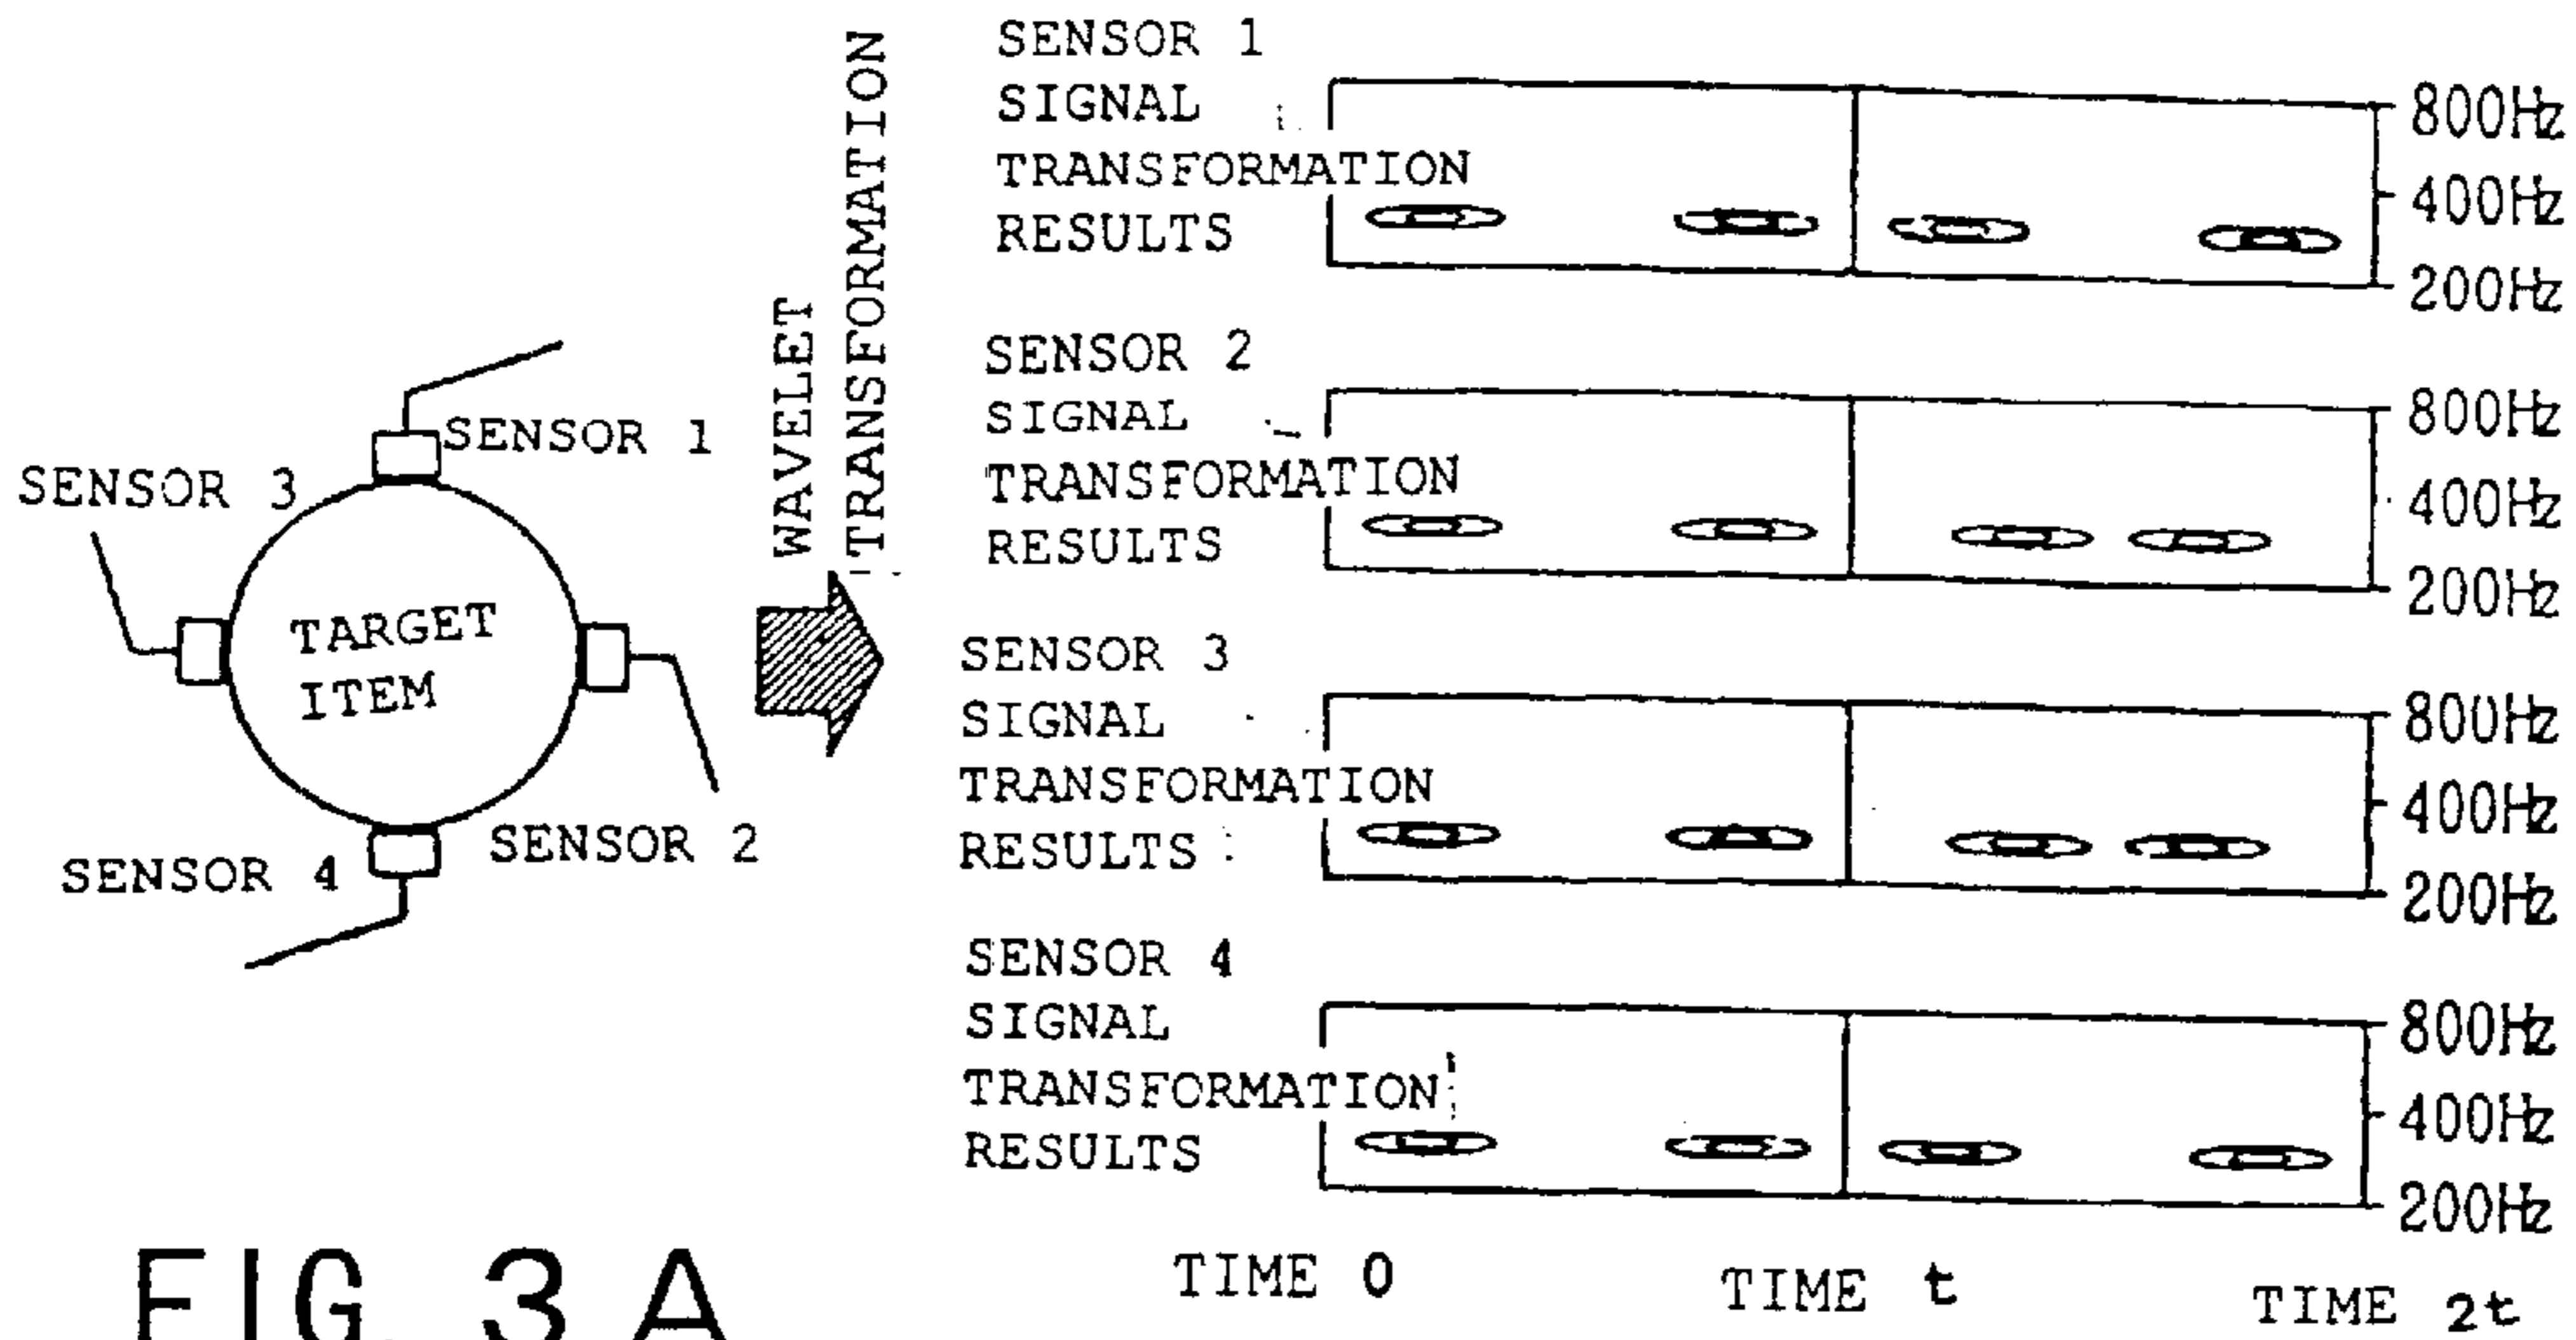 SENSOR 1
SENSOR 3
TARGET
ITEM
SENSOR 2
SENSOR 4
WAVELET
TRANSFORMATION
SENSOR 1
SIGNAL
TRANSFORMATION
RESULTS
800Hz
400Hz
200Hz
SENSOR 2
SIGNAL
TRANSFORMATION
RESULTS
800Hz
400Hz
200Hz
SENSOR 3
SIGNAL
TRANSFORMATION
RESULTS
800Hz
400Hz
200Hz
SENSOR 4
SIGNAL
TRANSFORMATION
RESULTS
800Hz
400Hz
200Hz
TIME 0
TIME t
TIME 2t
FIG. 3 A